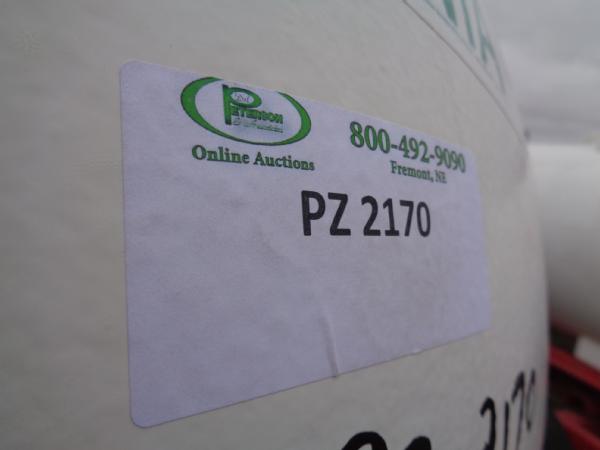 PETERSON
Online Auctions
800-492-9090
Fremont, NE
PZ 2170
2170